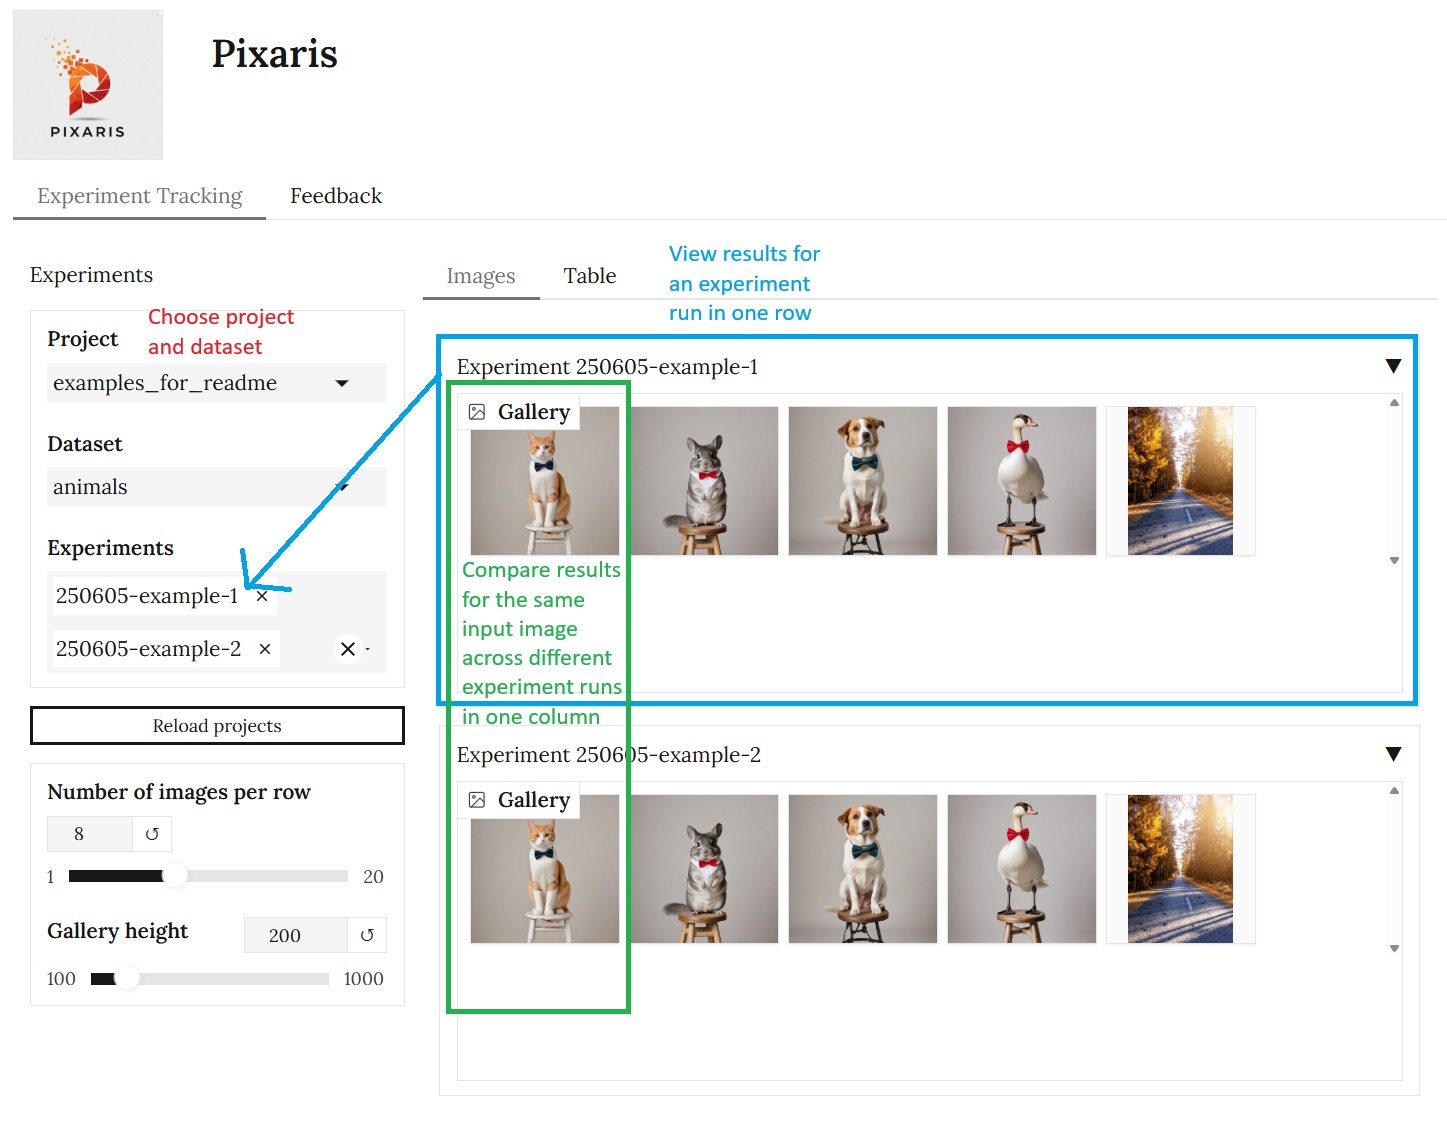 PIXARIS
Pixaris
Experiment Tracking
Feedback
Experiments
Choose project
and dataset
Project
examples_for_readme
Dataset
animals
Experiments
250605-example-1 ×
250605-example-2 ×
Reload projects
Number of images per row
8
1
20
Gallery height
200
100
1000
Images
Table
View results for
an experiment
run in one row
Experiment 250605-example-1
Gallery
Compare results
for the same
input image
across different
experiment runs
in one column
Experiment 250605-example-2
Gallery